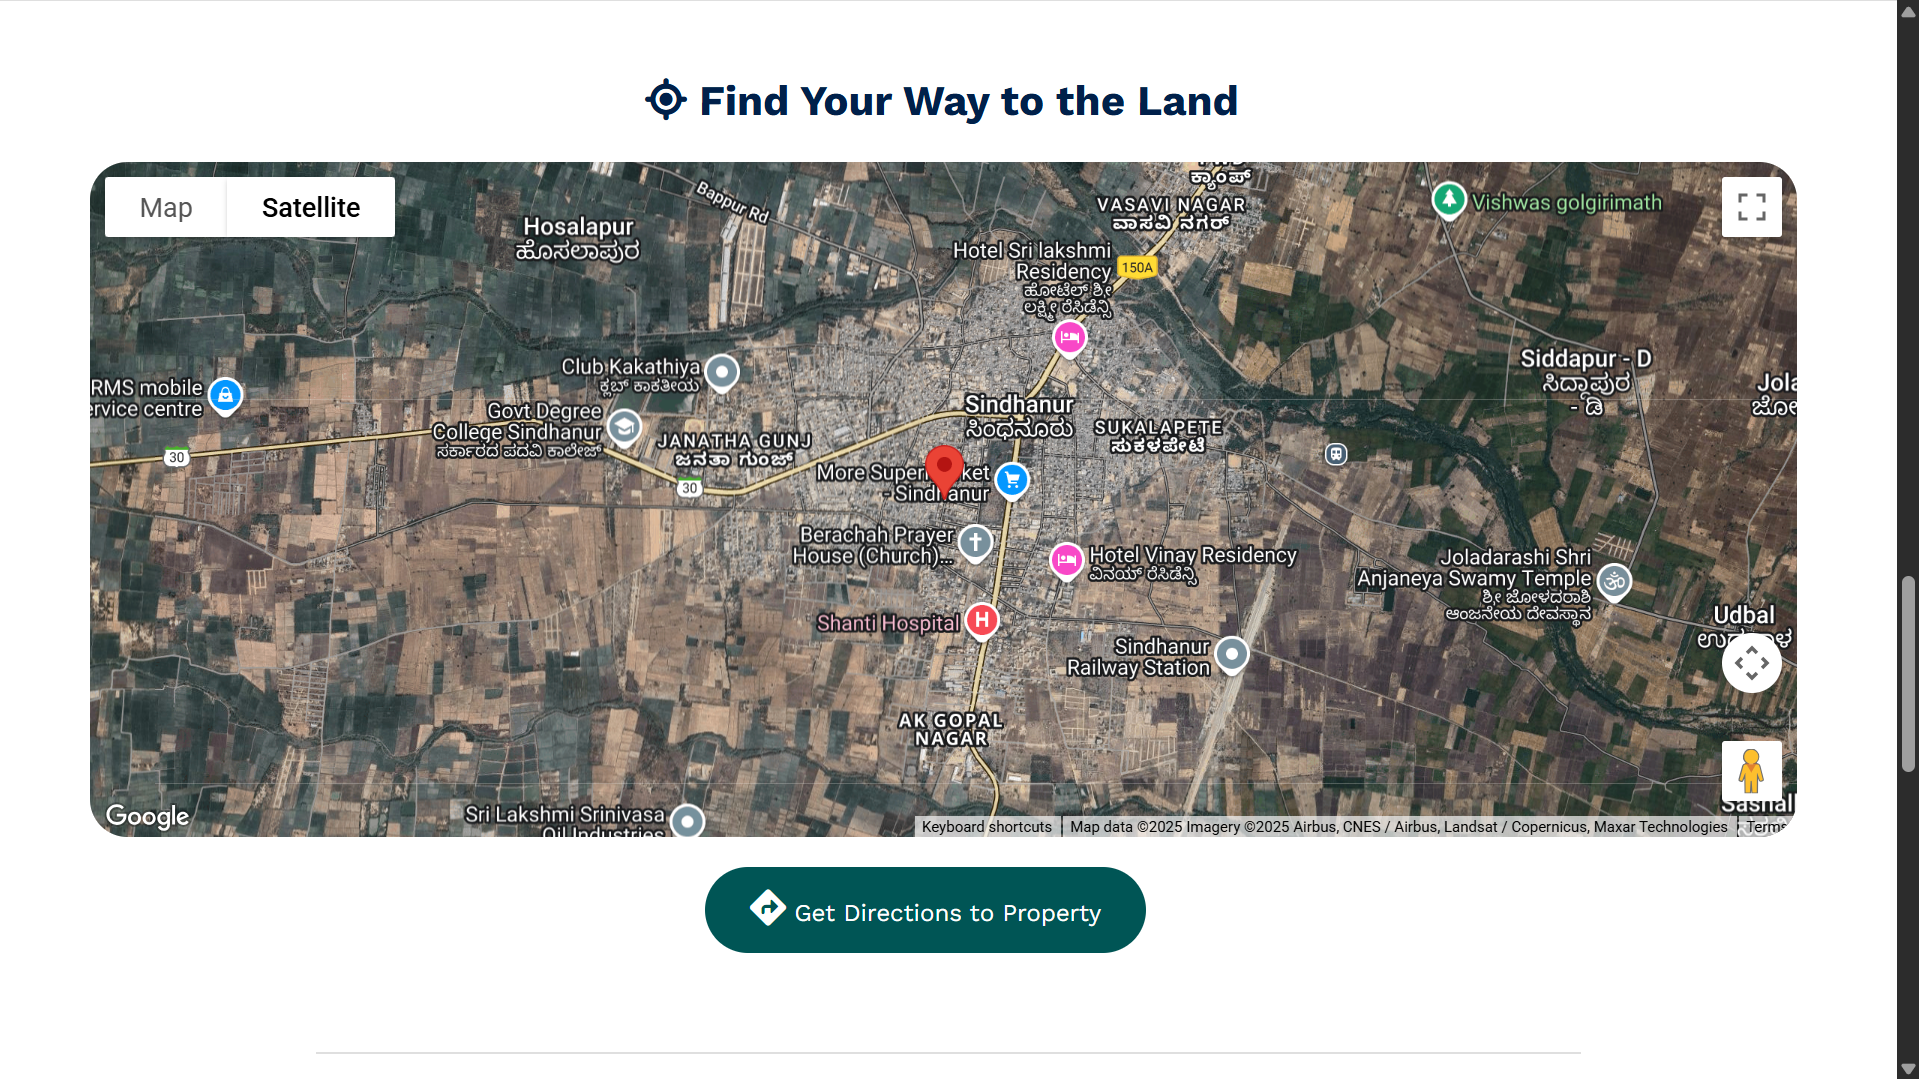 Find Your Way to the Land
Map
Satellite
Bappur Rd
Hosalapur
ಹೊಸಲಾಪುರ
ಕ್ಯಾಂಪ್
VASAVI NAGAR
ವಾಸವಿ ನಗರ್
Vishwas golgirimath
Hotel Sri lakshmi
Residency
ಹೋಟೆಲ್ ಶ್ರೀ
ಲಕ್ಷ್ಮೀ ರೆಸಿಡೆನ್ಸಿ
150A
Club Kakathiya
ಕ್ಲಬ್ ಕಾಕತೀಯ
Siddapur - D
ಸಿದ್ದಾಪುರ
- ಡಿ
RMS mobile
ervice centre
Govt Degree
College Sindhanur
ಸರ್ಕಾರದ ಪದವಿ ಕಾಲೇಜ್
Sindhanur
ಸಿಂಧನೂರು
JANATHA GUNJ
ಜನತಾ ಗುಂಜ್
SUKALAPETE
ಸುಕಳಪೇಟೆ
30
30
More Super ket
- Sindhanur
Berachah Prayer
House (Church)...
Hotel Vinay Residency
ವಿನಯ್ ರೆಸಿಡೆನ್ಸಿ
Joladarashi Shri
Anjaneya Swamy Temple
ಶ್ರೀ ಜೋಳದರಾಶಿ
ಆಂಜನೇಯ ದೇವಸ್ಥಾನ
Udbal
Shanti Hospital
H
Sindhanur
Railway Station
AK GOPAL
NAGAR
Sri Lakshmi Srinivasa
Oil Industries
Google
Keyboard shortcuts
Map data ©2025 Imagery ©2025 Airbus, CNES / Airbus, Landsat / Copernicus, Maxar Technologies
Terms
Get Directions to Property